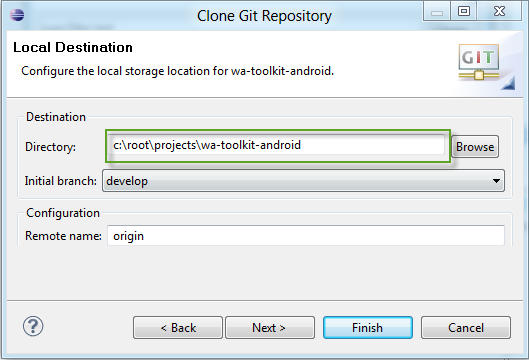 Clone Git Repository
Local Destination
Configure the local storage location for wa-toolkit-android.
GIT
Destination
Directory: c:\root\projects\wa-toolkit-android Browse
Initial branch: develop
Configuration
Remote name: origin
? < Back Next > Finish Cancel